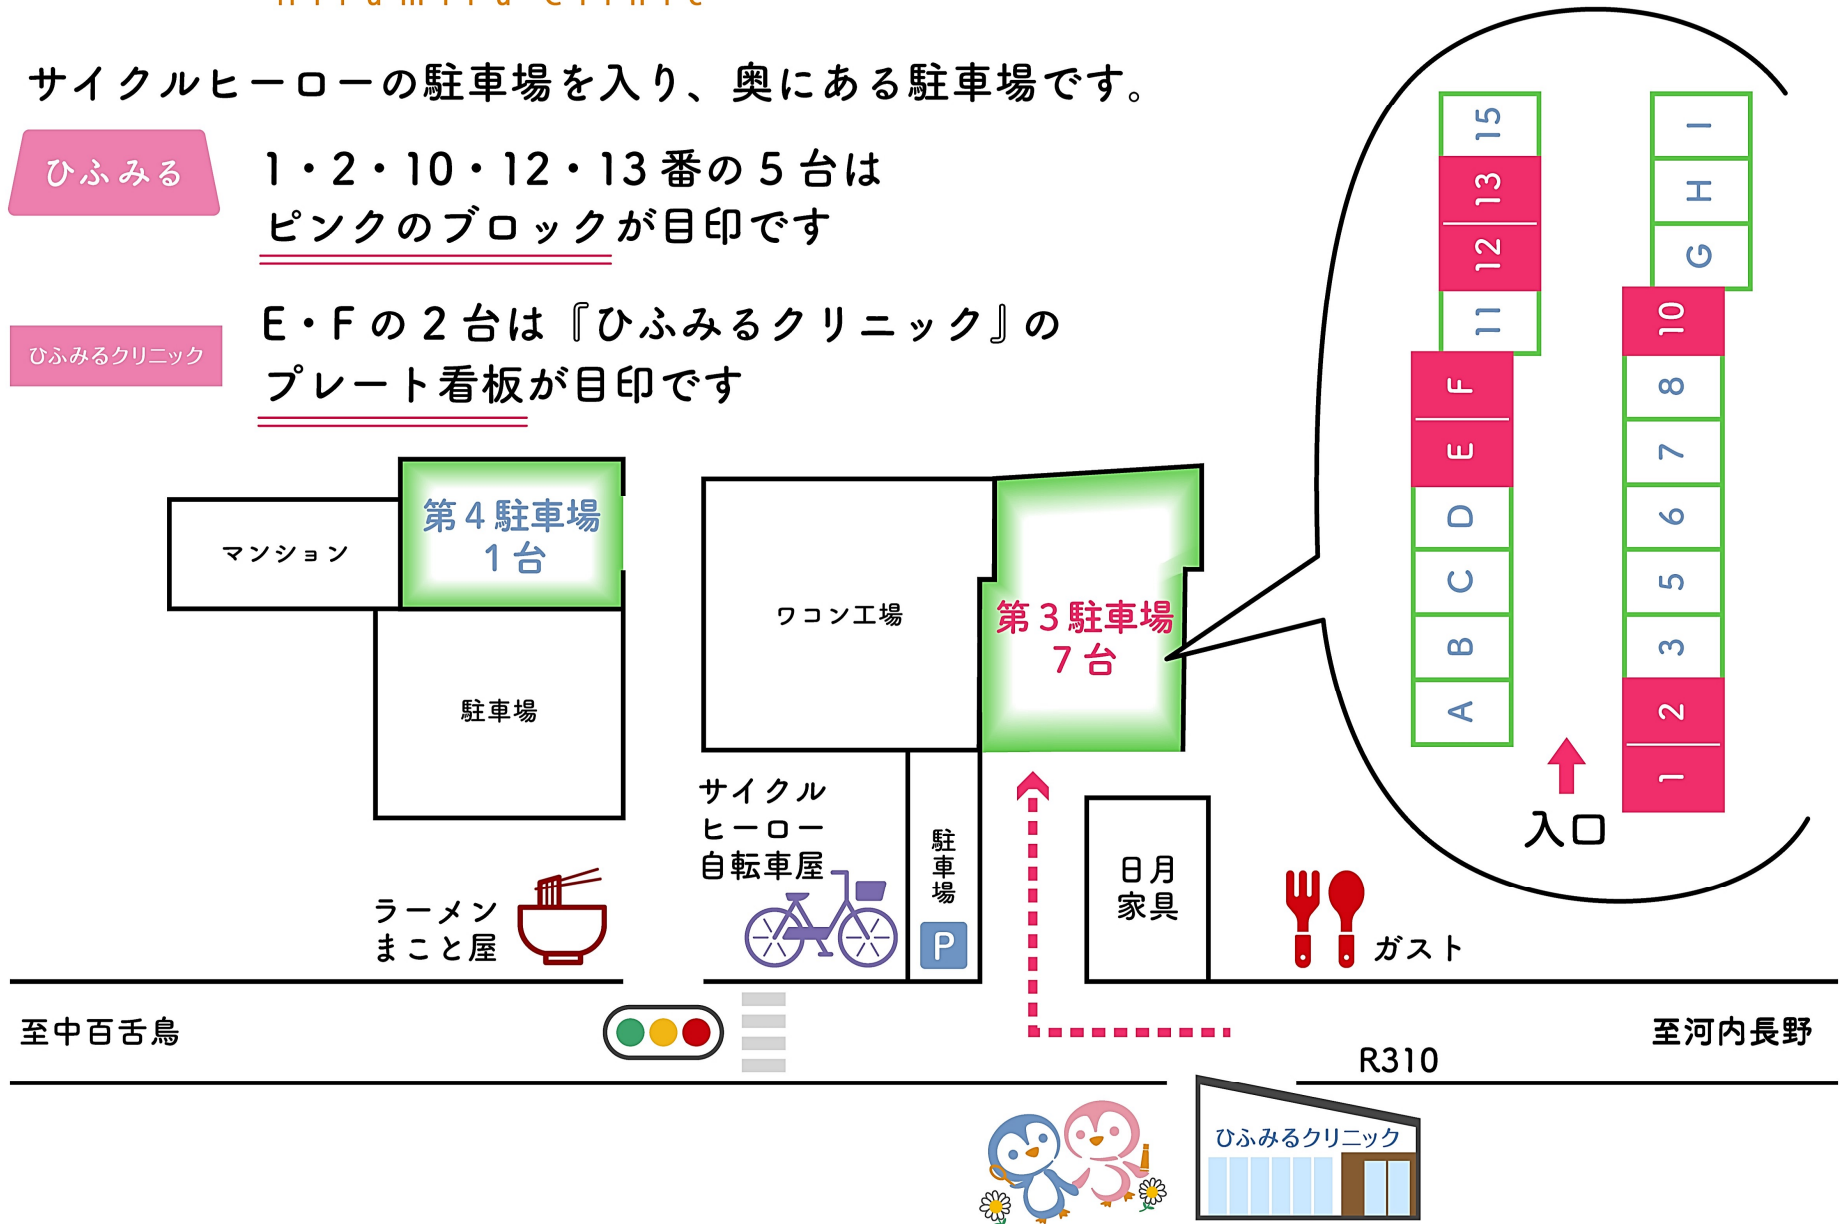 サイクルヒーローの駐車場を入り、奥にある駐車場です。
ひふみる
1・2・10・12・13番の5台は
ピンクのブロックが目印です
ひふみるクリニック
E・Fの2台は『ひふみるクリニック』の
プレート看板が目印です
15
13
12
11
F
E
D
C
B
A
I
H
G
10
8
7
6
5
3
2
1
入口
第4駐車場
1台
マンション
駐車場
ワコン工場
第3駐車場
7台
サイクル
ヒーロー
自転車屋
駐車場
P
日月
家具
ラーメン
まこと屋
ガスト
至中百舌鳥
至河内長野
R310
ひふみるクリニック